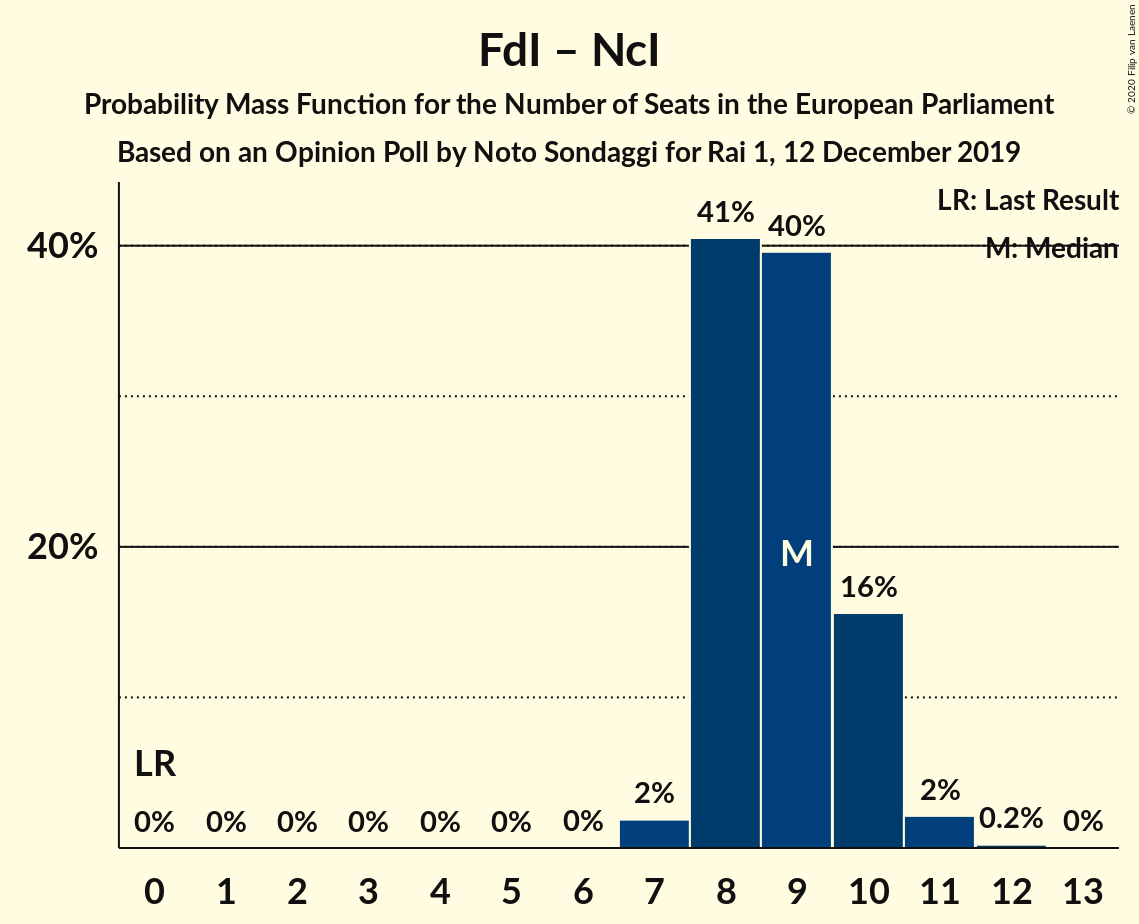 FdI – NcI
Probability Mass Function for the Number of Seats in the European Parliament
Based on an Opinion Poll by Noto Sondaggi for Rai 1, 12 December 2019
© 2020 Filip van Laenen
LR: Last Result
M: Median
40%
20%
41%
40%
M
16%
LR
0%
0%
0%
0%
0%
0%
0%
2%
2%
0.2%
0%
0 1 2 3 4 5 6 7 8 9 10 11 12 13